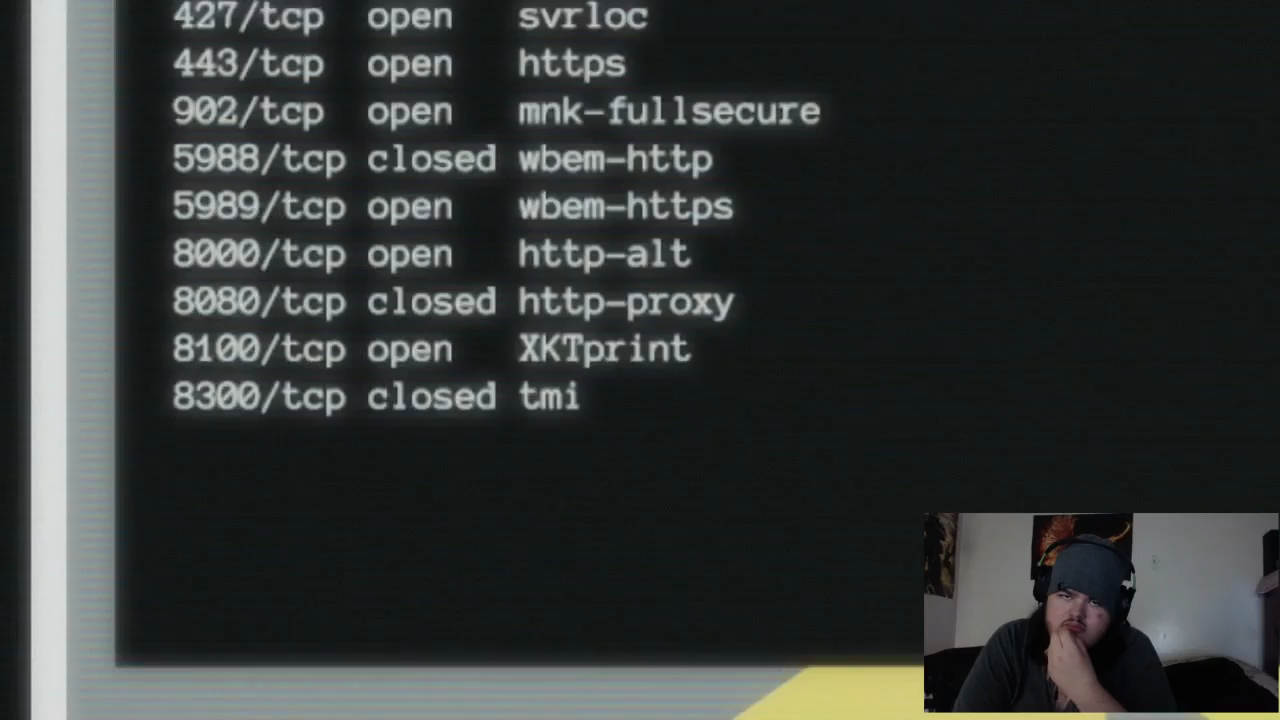 427/tcp open svrloc
443/tcp open https
902/tcp open mnk-fullsecure
5988/tcp closed wbem-http
5989/tcp open wbem-https
8000/tcp open http-alt
8080/tcp closed http-proxy
8100/tcp open XKTprint
8300/tcp closed tmi